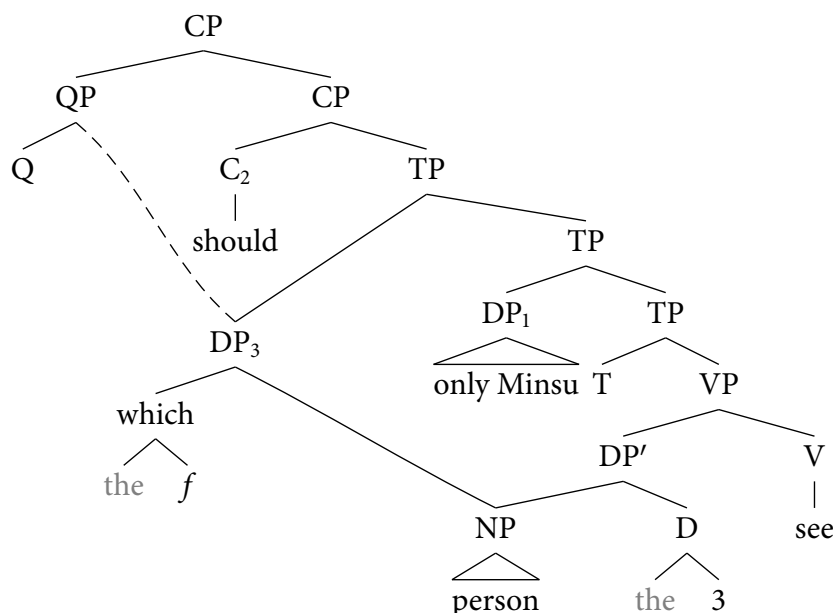 CP
QP CP
Q C₂ TP
should TP
DP₃ DP₁ TP
only Minsu T VP
which DP′ V
the f NP D see
person the 3